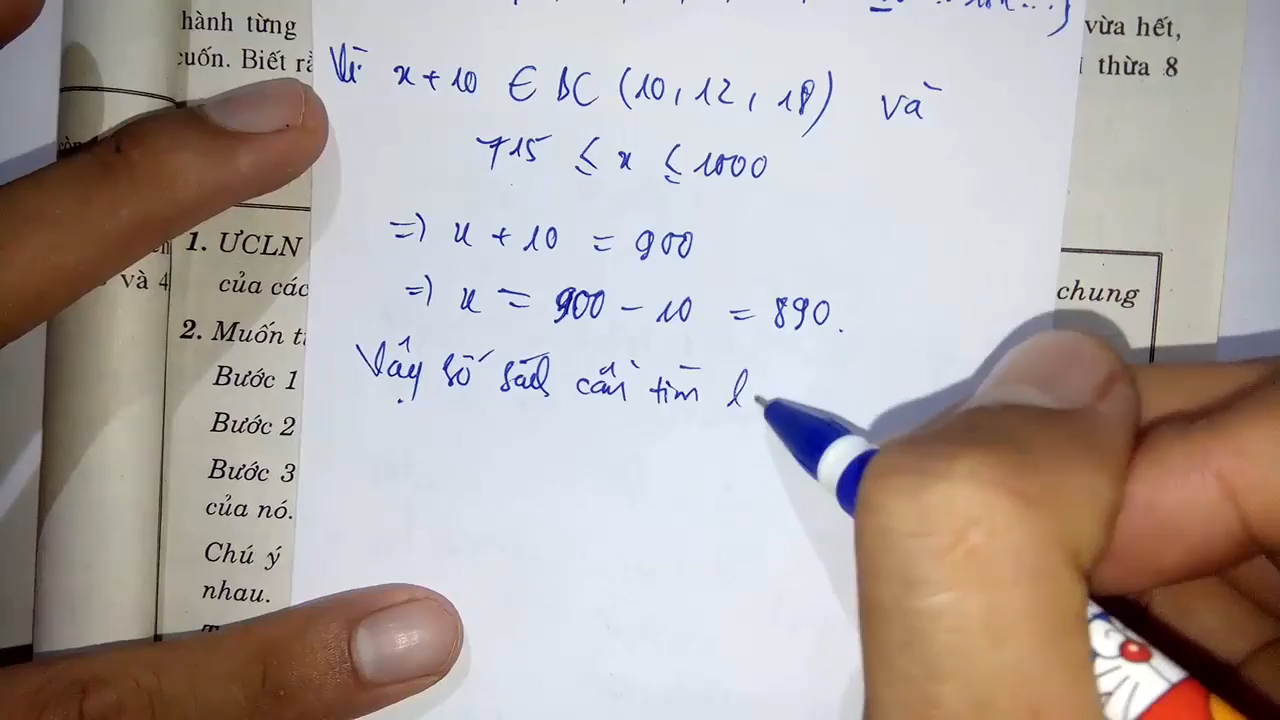 hành từng
cuốn. Biết rằ
vừa hết,
thừa 8
Vì x + 10 ∈ BC (10, 12, 18) và
715 ≤ x ≤ 1000
=> x + 10 = 900
=> x = 900 - 10 = 890.
Vậy số sách cần tìm l
và 4
1. ƯCLN
của các
2. Muốn t
Bước 1
Bước 2
Bước 3
của nó.
Chú ý
nhau.
chung